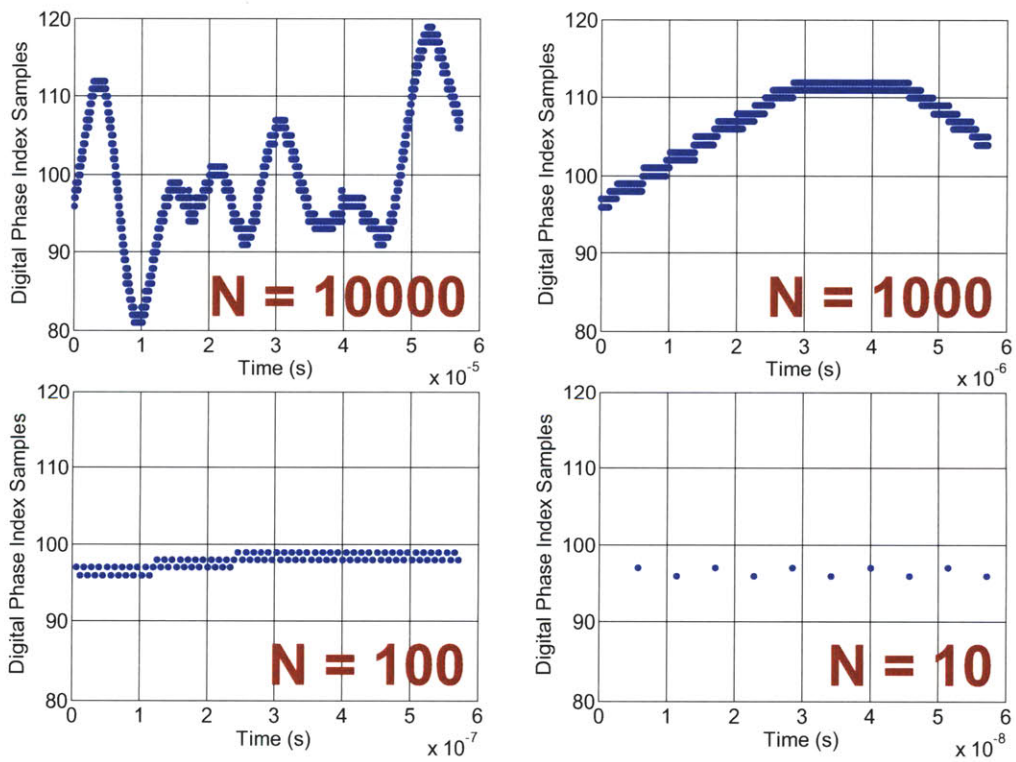 Digital Phase Index Samples
120
110
100
90
80
N = 10000
0 1 2 3 4 5 6
Time (s)
x 10-5
Digital Phase Index Samples
120
110
100
90
80
N = 1000
0 1 2 3 4 5 6
Time (s)
x 10-6
Digital Phase Index Samples
120
110
100
90
80
N = 100
0 1 2 3 4 5 6
Time (s)
x 10-7
Digital Phase Index Samples
120
110
100
90
80
N = 10
0 1 2 3 4 5 6
Time (s)
x 10-8